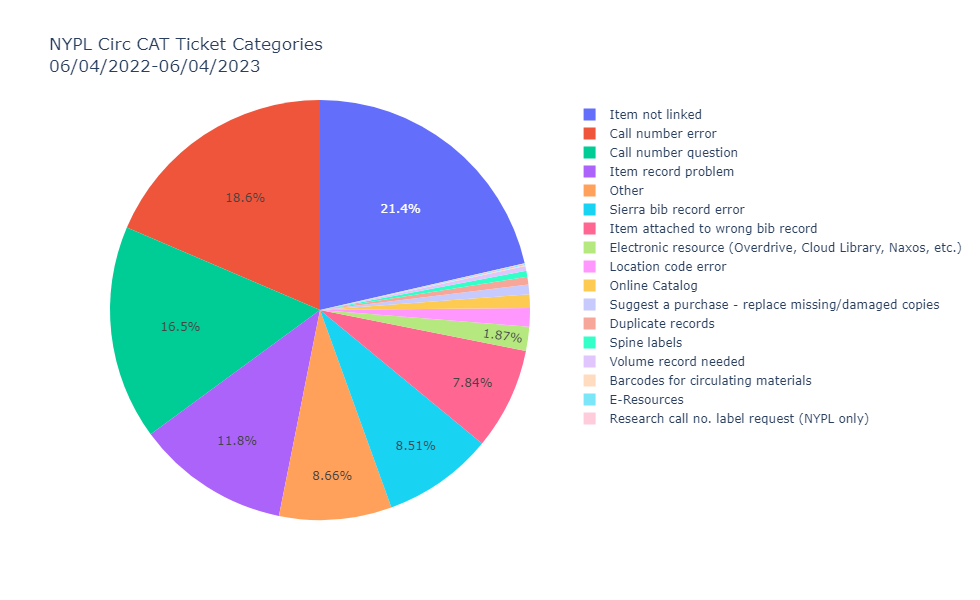 NYPL Circ CAT Ticket Categories
06/04/2022-06/04/2023
Item not linked
Call number error
Call number question
Item record problem
Other
Sierra bib record error
Item attached to wrong bib record
Electronic resource (Overdrive, Cloud Library, Naxos, etc.)
Location code error
Online Catalog
Suggest a purchase - replace missing/damaged copies
Duplicate records
Spine labels
Volume record needed
Barcodes for circulating materials
E-Resources
Research call no. label request (NYPL only)
18.6%
21.4%
16.5%
1.87%
7.84%
11.8%
8.51%
8.66%